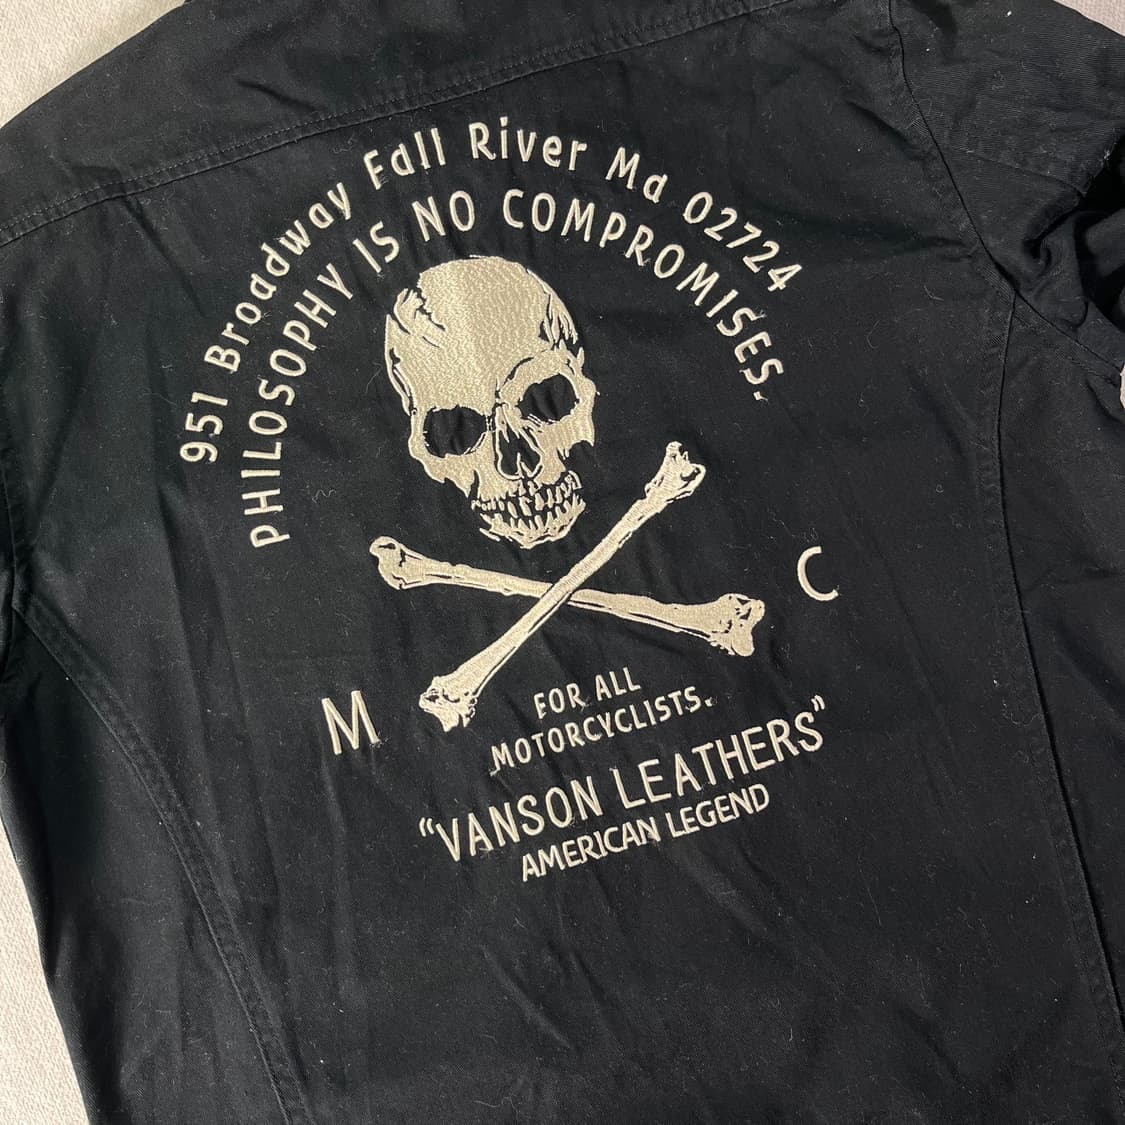 951 Broadway Fall River Ma 02724
PHILOSOPHY IS NO COMPROMISES.
M C
FOR ALL
MOTORCYCLISTS.
"VANSON LEATHERS"
AMERICAN LEGEND